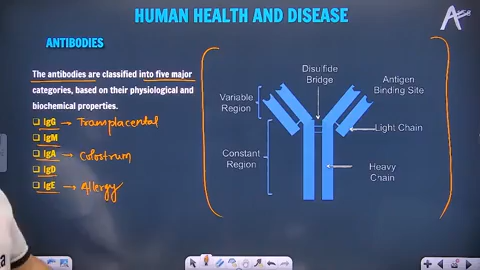 HUMAN HEALTH AND DISEASE
ANTIBODIES
The antibodies are classified into five major
categories, based on their physiological and
biochemical properties.
IgG → Transplacental
IgM
IgA → Colostrum
IgD
IgE → Allergy
Disulfide
Bridge
Antigen
Binding Site
Variable
Region
Light Chain
Constant
Region
Heavy
Chain